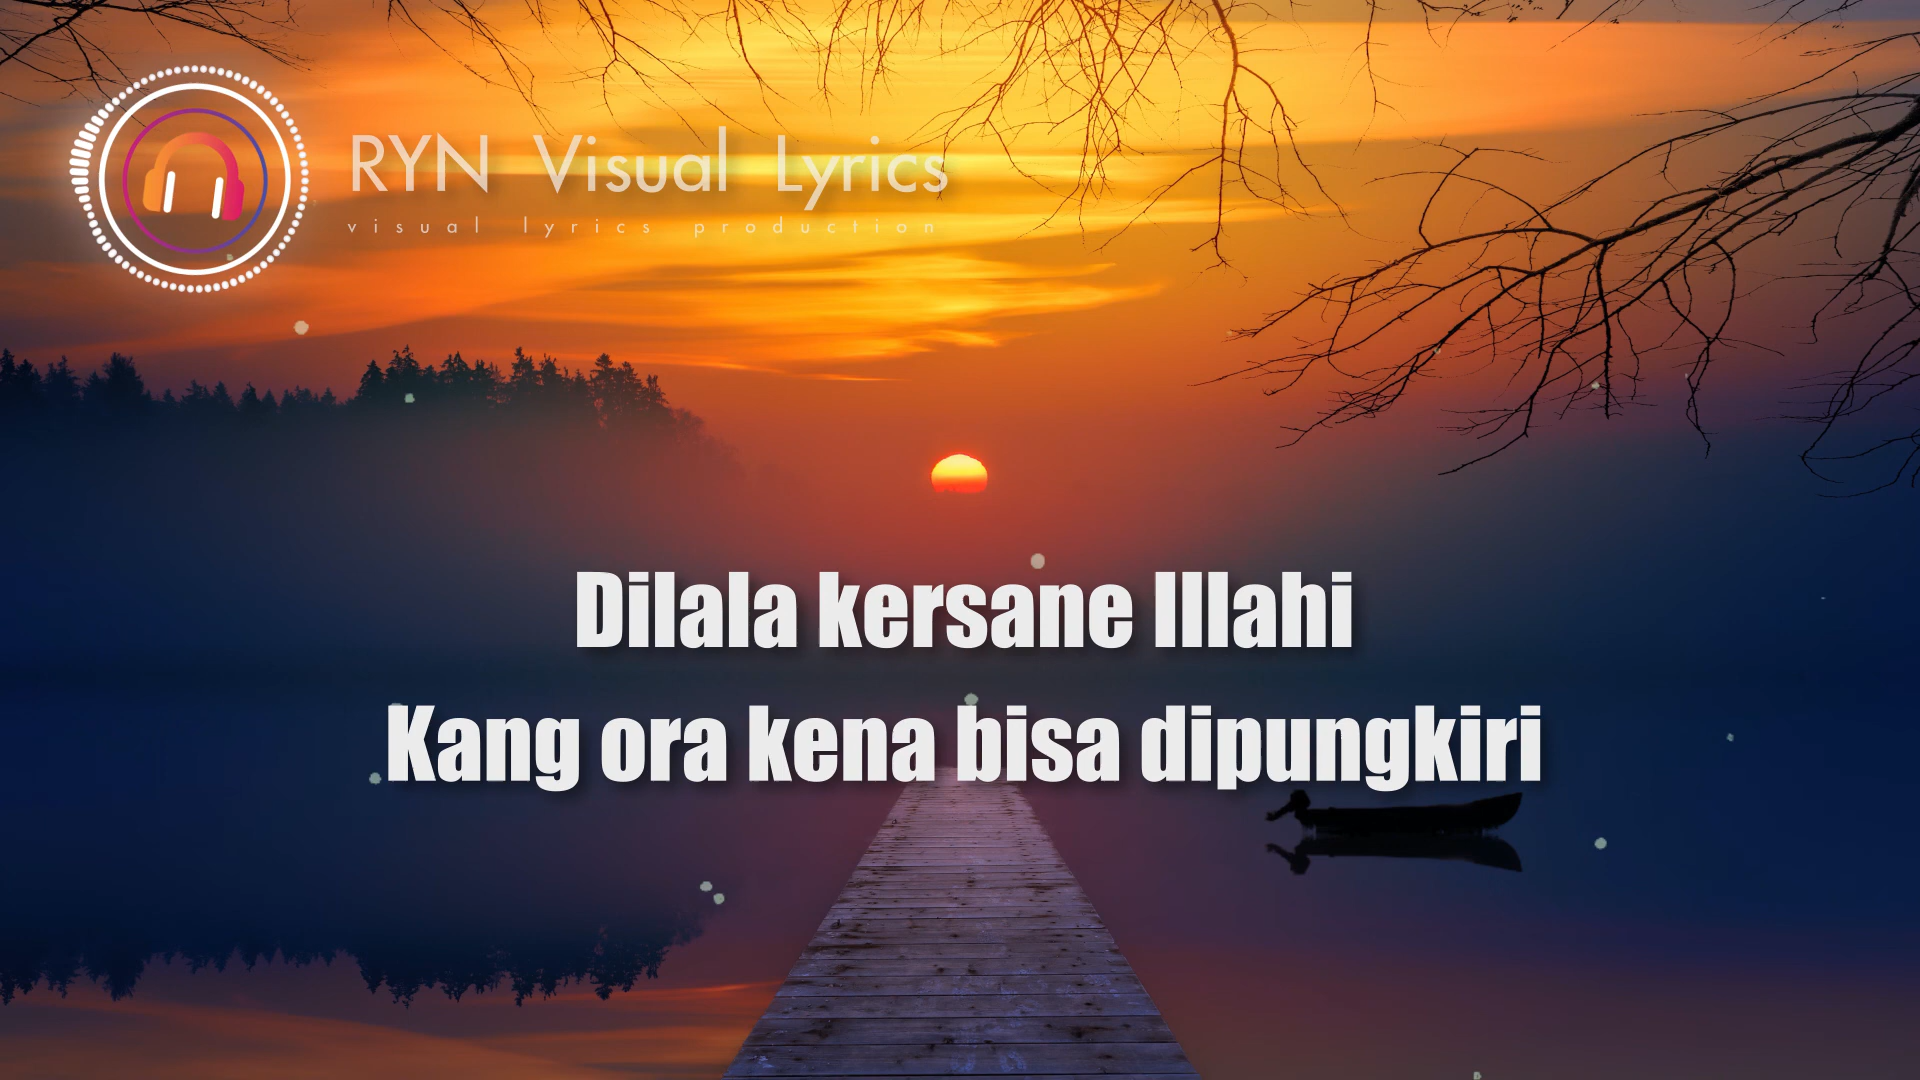 RYN Visual Lyrics
visual lyrics production
Dilala kersane Illahi
Kang ora kena bisa dipungkiri